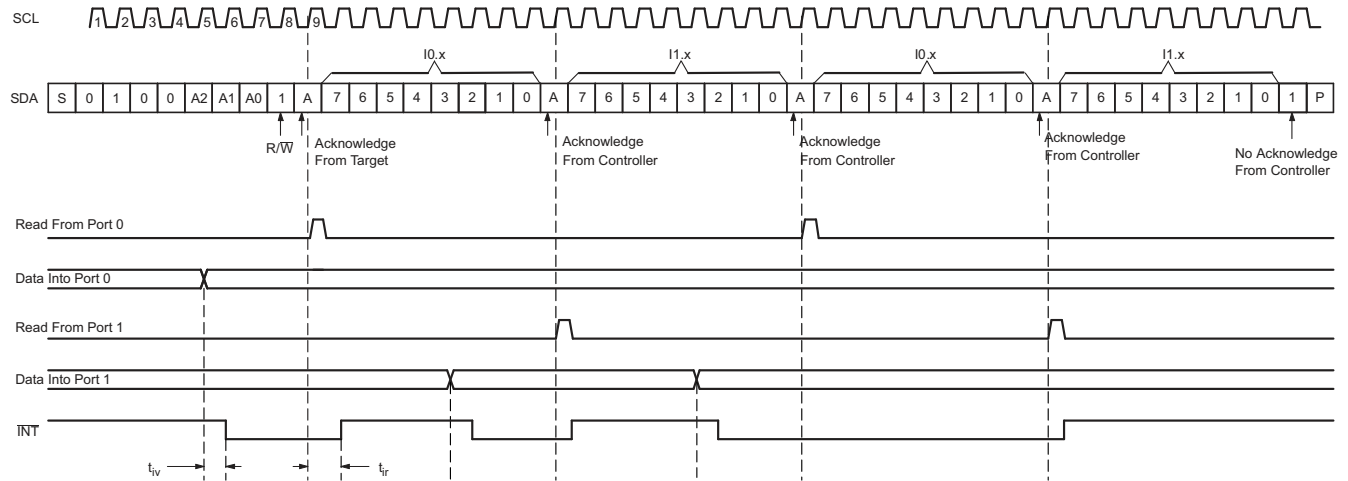 SCL
1 2 3 4 5 6 7 8 9
I0.x I1.x I0.x I1.x
SDA S 0 1 0 0 A2 A1 A0 1 A 7 6 5 4 3 2 1 0 A 7 6 5 4 3 2 1 0 A 7 6 5 4 3 2 1 0 A 7 6 5 4 3 2 1 0 1 P
R/W̅
Acknowledge
From Target
Acknowledge
From Controller
Acknowledge
From Controller
Acknowledge
From Controller
No Acknowledge
From Controller
Read From Port 0
Data Into Port 0
Read From Port 1
Data Into Port 1
I̅N̅T̅
tiv
tir